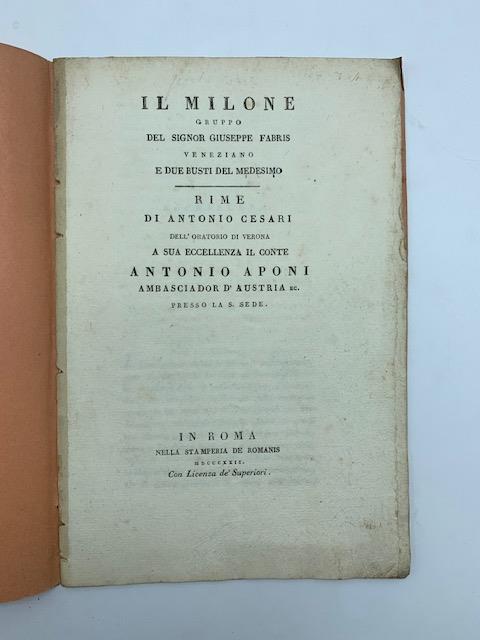 IL MILONE
GRUPPO
DEL SIGNOR GIUSEPPE FABRIS
VENEZIANO
E DUE BUSTI DEL MEDESIMO
RIME
DI ANTONIO CESARI
DELL' ORATORIO DI VERONA
A SUA ECCELLENZA IL CONTE
ANTONIO APONI
AMBASCIADOR D' AUSTRIA EC.
PRESSO LA S. SEDE.
IN ROMA
NELLA STAMPERIA DE ROMANIS
MDCCCXXII.
Con Licenza de' Superiori.